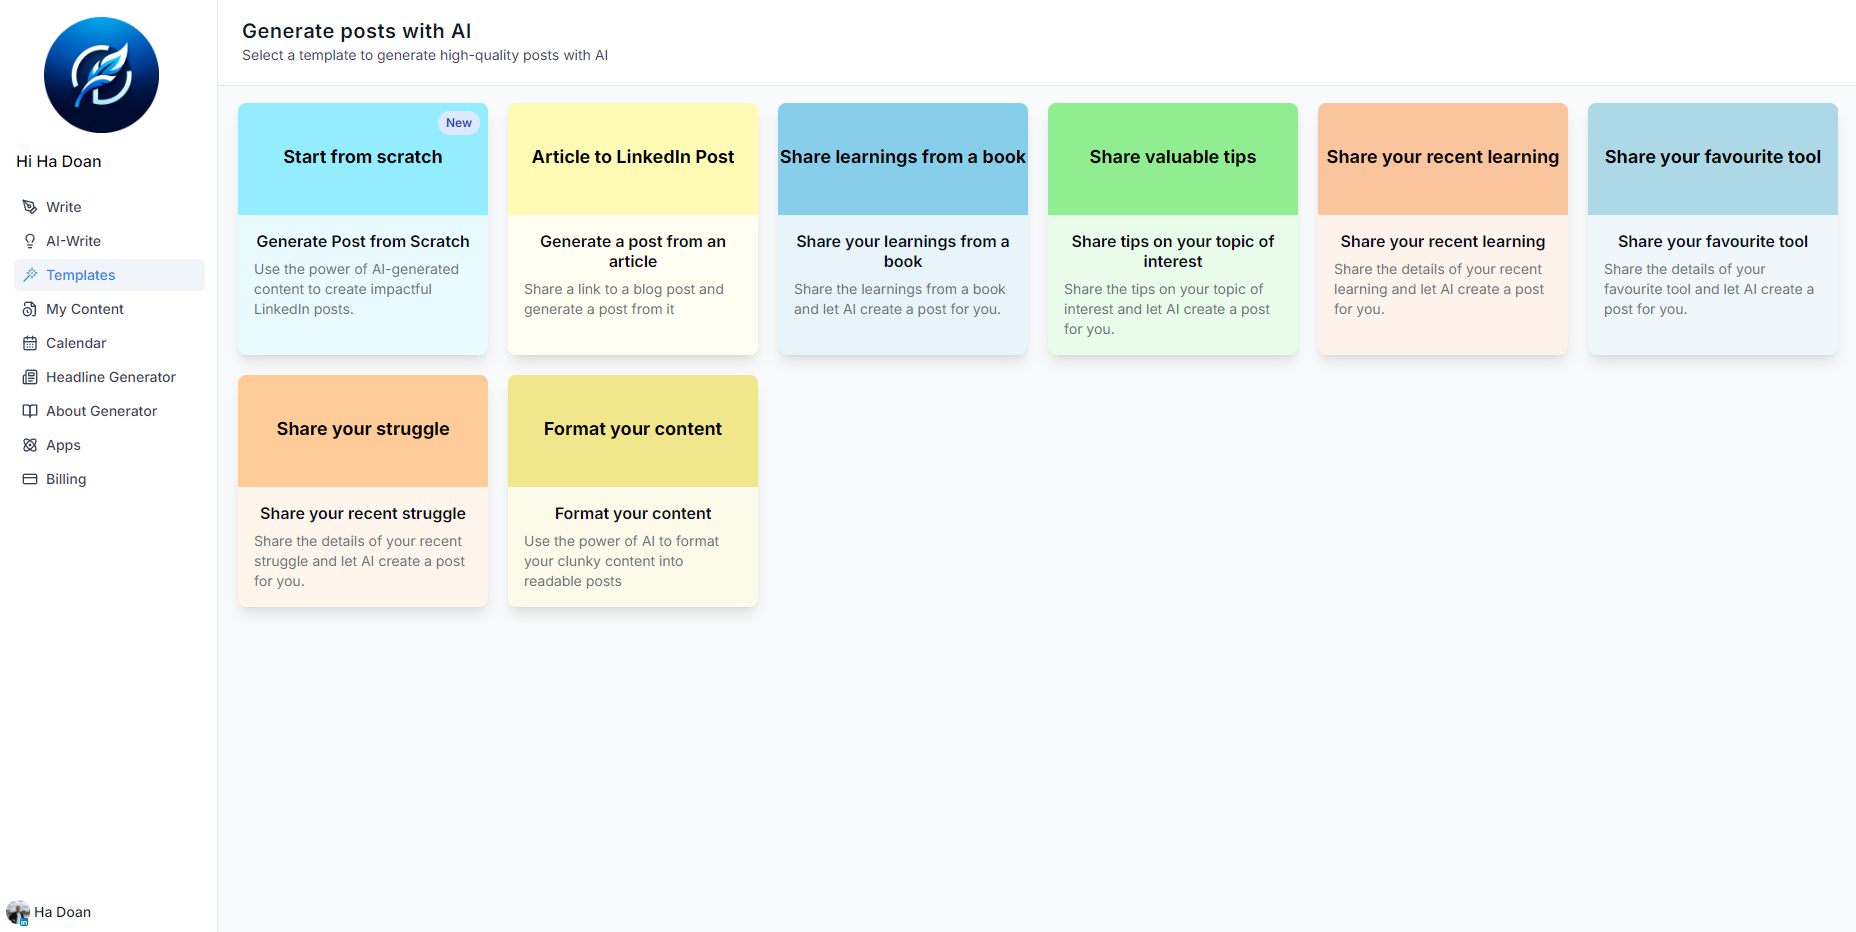 Hi Ha Doan
Write
AI-Write
Templates
My Content
Calendar
Headline Generator
About Generator
Apps
Billing
Ha Doan
Generate posts with AI
Select a template to generate high-quality posts with AI
New
Start from scratch
Generate Post from Scratch
Use the power of AI-generated
content to create impactful
LinkedIn posts.
Article to LinkedIn Post
Generate a post from an
article
Share a link to a blog post and
generate a post from it
Share learnings from a book
Share your learnings from a
book
Share the learnings from a book
and let AI create a post for you.
Share valuable tips
Share tips on your topic of
interest
Share the tips on your topic of
interest and let AI create a post
for you.
Share your recent learning
Share your recent learning
Share the details of your recent
learning and let AI create a post
for you.
Share your favourite tool
Share your favourite tool
Share the details of your
favourite tool and let AI create a
post for you.
Share your struggle
Share your recent struggle
Share the details of your recent
struggle and let AI create a post
for you.
Format your content
Format your content
Use the power of AI to format
your clunky content into
readable posts